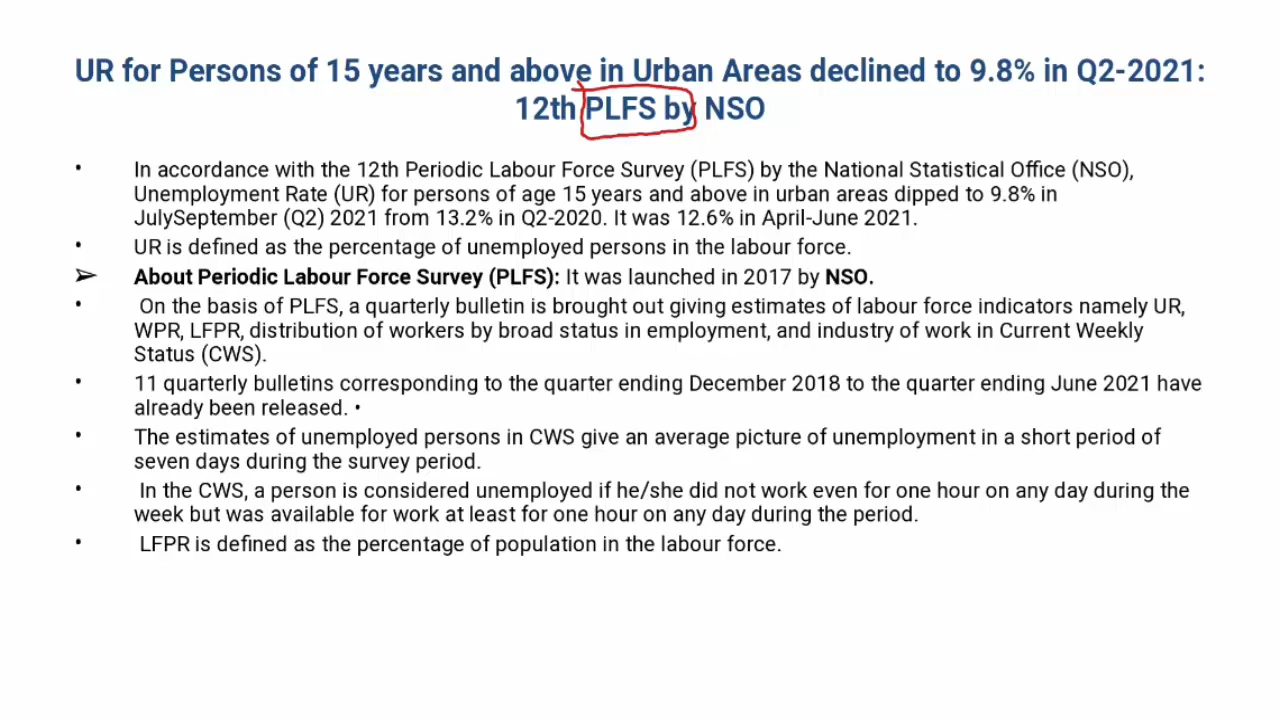 UR for Persons of 15 years and above in Urban Areas declined to 9.8% in Q2-2021:
12th PLFS by NSO
• In accordance with the 12th Periodic Labour Force Survey (PLFS) by the National Statistical Office (NSO),
Unemployment Rate (UR) for persons of age 15 years and above in urban areas dipped to 9.8% in
JulySeptember (Q2) 2021 from 13.2% in Q2-2020. It was 12.6% in April-June 2021.
• UR is defined as the percentage of unemployed persons in the labour force.
➢ About Periodic Labour Force Survey (PLFS): It was launched in 2017 by NSO.
• On the basis of PLFS, a quarterly bulletin is brought out giving estimates of labour force indicators namely UR,
WPR, LFPR, distribution of workers by broad status in employment, and industry of work in Current Weekly
Status (CWS).
• 11 quarterly bulletins corresponding to the quarter ending December 2018 to the quarter ending June 2021 have
already been released. •
• The estimates of unemployed persons in CWS give an average picture of unemployment in a short period of
seven days during the survey period.
• In the CWS, a person is considered unemployed if he/she did not work even for one hour on any day during the
week but was available for work at least for one hour on any day during the period.
• LFPR is defined as the percentage of population in the labour force.